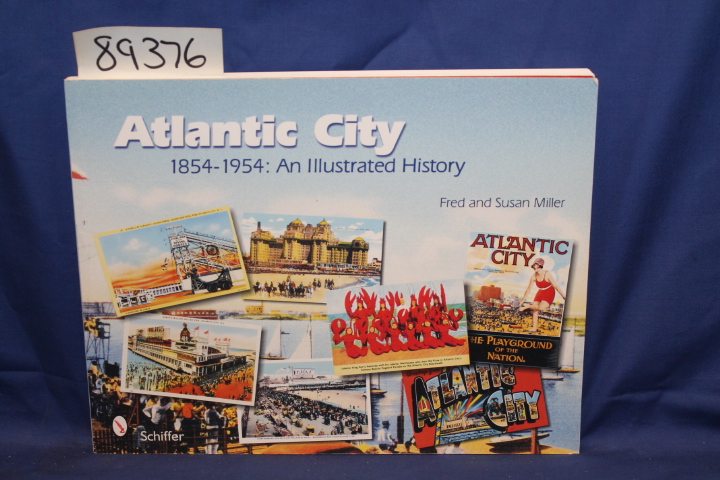 89376
Atlantic City
1854-1954: An Illustrated History
Fred and Susan Miller
ATLANTIC
CITY
THE PLAYGROUND
OF THE
NATION.
ATLANTIC
CITY
Schiffer